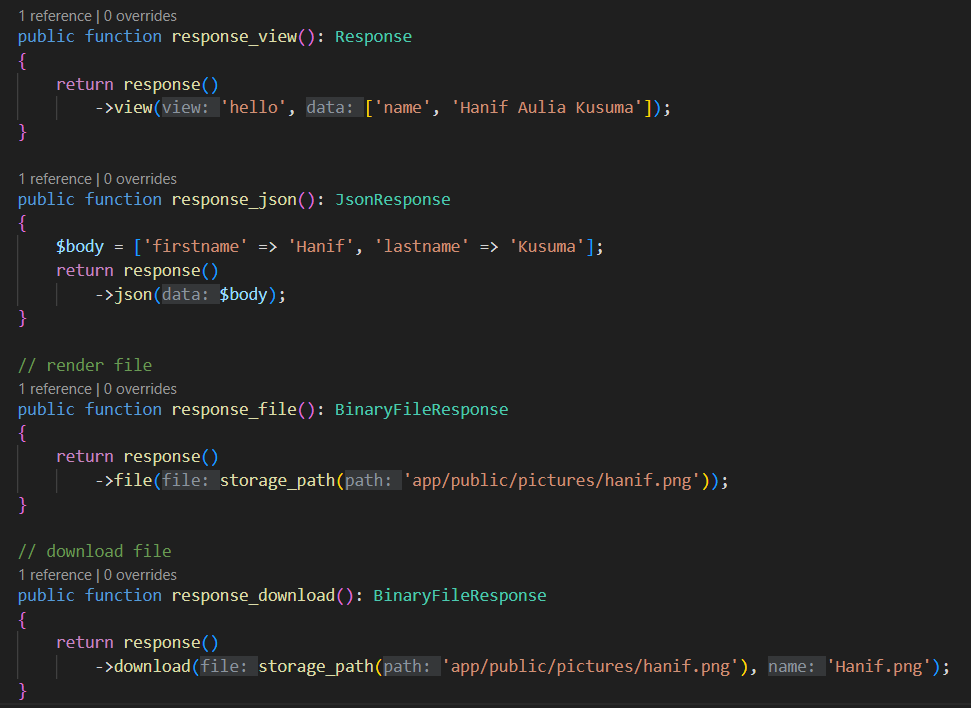 1 reference | 0 overrides
public function response_view(): Response
{
    return response()
        ->view(view: 'hello', data: ['name', 'Hanif Aulia Kusuma']);
}
1 reference | 0 overrides
public function response_json(): JsonResponse
{
    $body = ['firstname' => 'Hanif', 'lastname' => 'Kusuma'];
    return response()
        ->json(data: $body);
}
// render file
1 reference | 0 overrides
public function response_file(): BinaryFileResponse
{
    return response()
        ->file(file: storage_path(path: 'app/public/pictures/hanif.png'));
}
// download file
1 reference | 0 overrides
public function response_download(): BinaryFileResponse
{
    return response()
        ->download(file: storage_path(path: 'app/public/pictures/hanif.png'), name: 'Hanif.png');
}